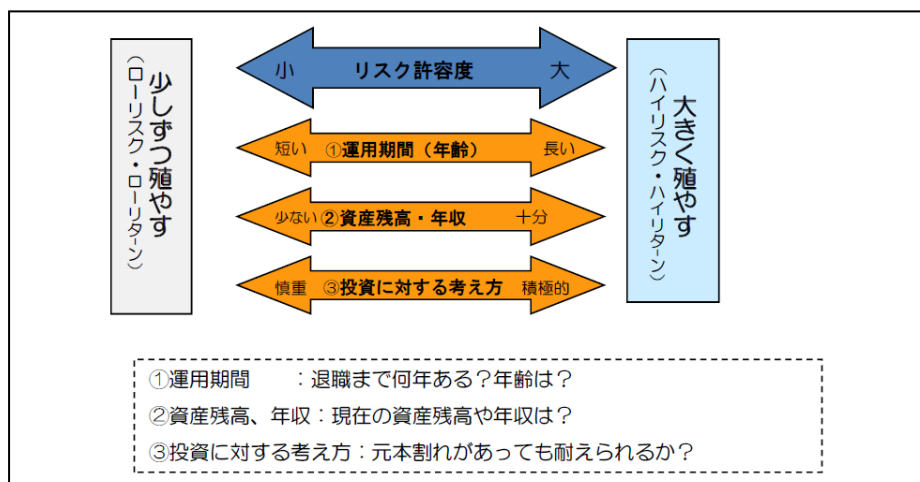 少しずつ殖やす
（ローリスク・ローリターン）
小 リスク許容度 大
短い ①運用期間（年齢） 長い
少ない ②資産残高・年収 十分
慎重 ③投資に対する考え方 積極的
大きく殖やす
（ハイリスク・ハイリターン）
①運用期間　　：退職まで何年ある？年齢は？
②資産残高、年収：現在の資産残高や年収は？
③投資に対する考え方：元本割れがあっても耐えられるか？